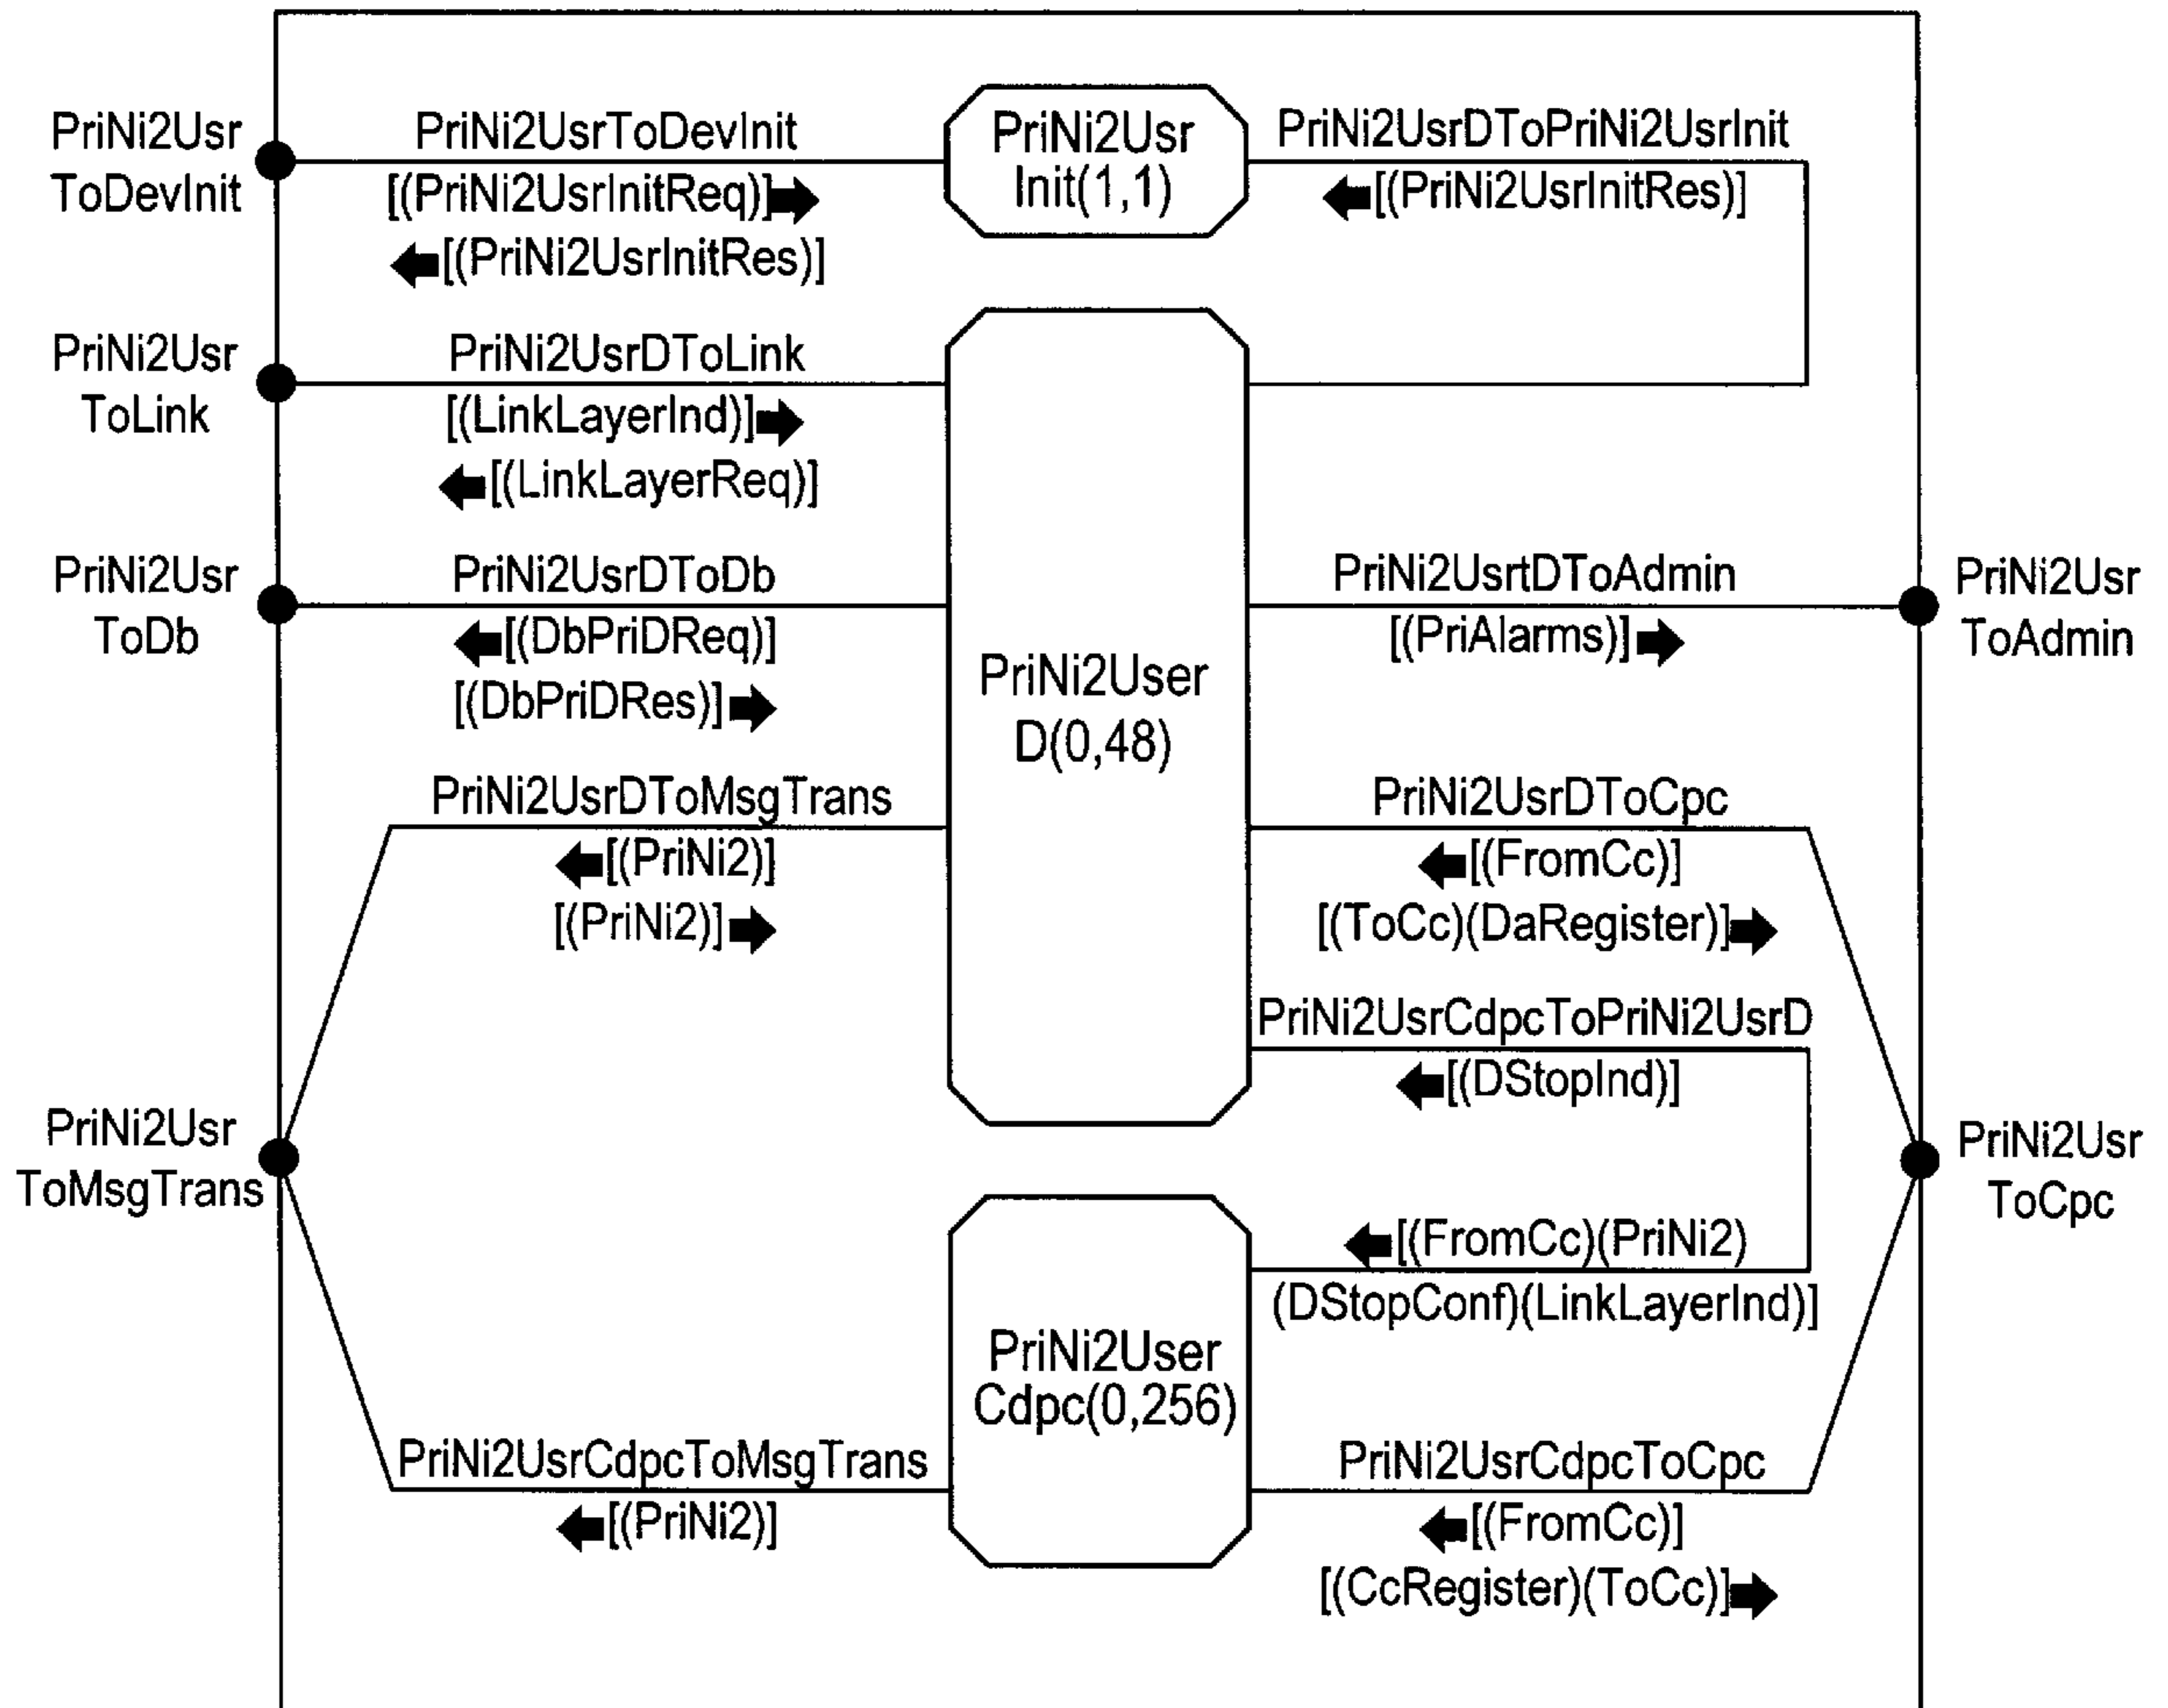 PriNi2Usr
ToDevInit
PriNi2UsrToDevInit
[(PriNi2UsrInitReq)]
[(PriNi2UsrInitRes)]
PriNi2Usr
Init(1,1)
PriNi2UsrDToPriNi2UsrInit
[(PriNi2UsrInitRes)]
PriNi2Usr
ToLink
PriNi2UsrDToLink
[(LinkLayerInd)]
[(LinkLayerReq)]
PriNi2Usr
ToDb
PriNi2UsrDToDb
[(DbPriDReq)]
[(DbPriDRes)]
PriNi2User
D(0,48)
PriNi2UsrtDToAdmin
[(PriAlarms)]
PriNi2Usr
ToAdmin
PriNi2UsrDToMsgTrans
[(PriNi2)]
[(PriNi2)]
PriNi2UsrDToCpc
[(FromCc)]
[(ToCc)(DaRegister)]
PriNi2UsrCdpcToPriNi2UsrD
[(DStopInd)]
PriNi2Usr
ToMsgTrans
PriNi2Usr
ToCpc
[(FromCc)(PriNi2)
(DStopConf)(LinkLayerInd)]
PriNi2User
Cdpc(0,256)
PriNi2UsrCdpcToMsgTrans
[(PriNi2)]
PriNi2UsrCdpcToCpc
[(FromCc)]
[(CcRegister)(ToCc)]